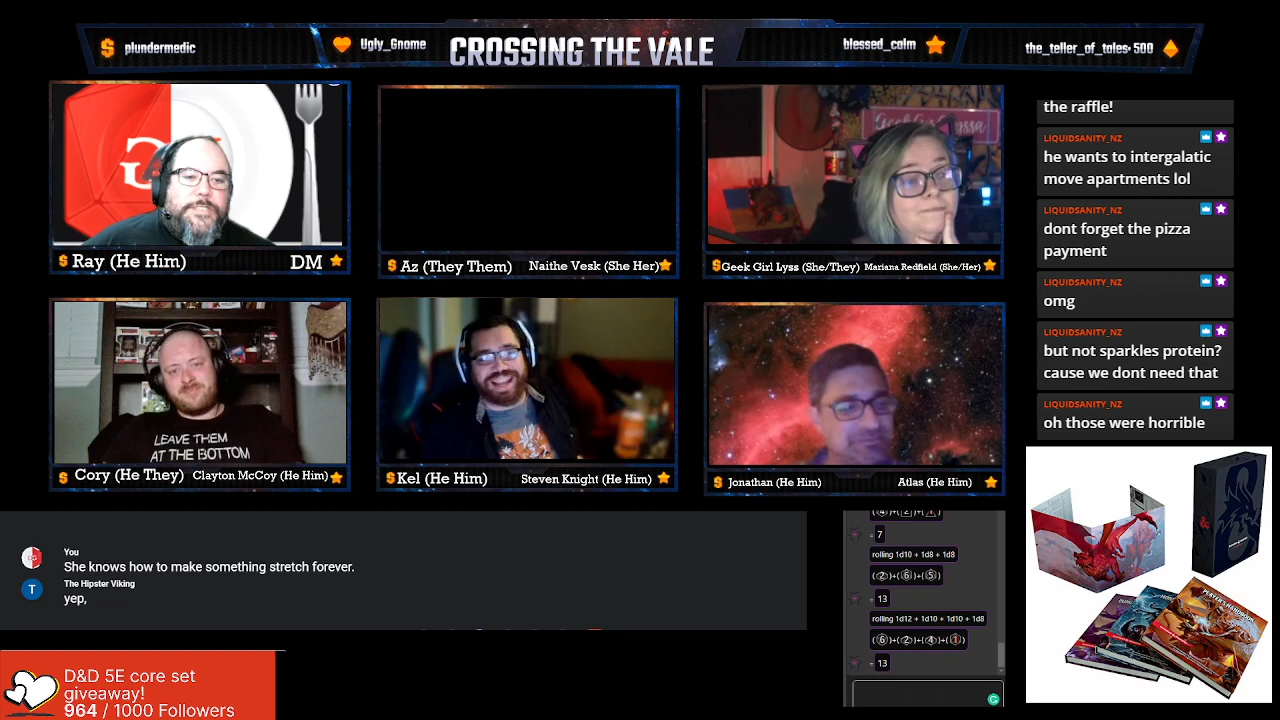 plundermedic
Ugly_Gnome
CROSSING THE VALE
blessed_calm
the_teller_of_tales: 500
Ray (He Him)
DM
Az (They Them)
Naithe Vesk (She Her)
Geek Girl Lyss (She/They)
Mariana Redfield (She/Her)
LEAVE THEM
AT THE BOTTOM
Cory (He They)
Clayton McCoy (He Him)
Kel (He Him)
Steven Knight (He Him)
Jonathan (He Him)
Atlas (He Him)
the raffle!
LIQUIDSANITY_NZ
he wants to intergalatic
move apartments lol
LIQUIDSANITY_NZ
dont forget the pizza
payment
LIQUIDSANITY_NZ
omg
LIQUIDSANITY_NZ
but not sparkles protein?
cause we dont need that
LIQUIDSANITY_NZ
oh those were horrible
You
She knows how to make something stretch forever.
T
The Hipster Viking
yep,
(4)+(2)+(1)
= 7
rolling 1d10 + 1d8 + 1d8
(2)+(6)+(5)
= 13
rolling 1d12 + 1d10 + 1d10 + 1d8
(6)+(2)+(4)+(1)
= 13
PLAYER'S HANDBOOK
D&D 5E core set
giveaway!
964 / 1000 Followers